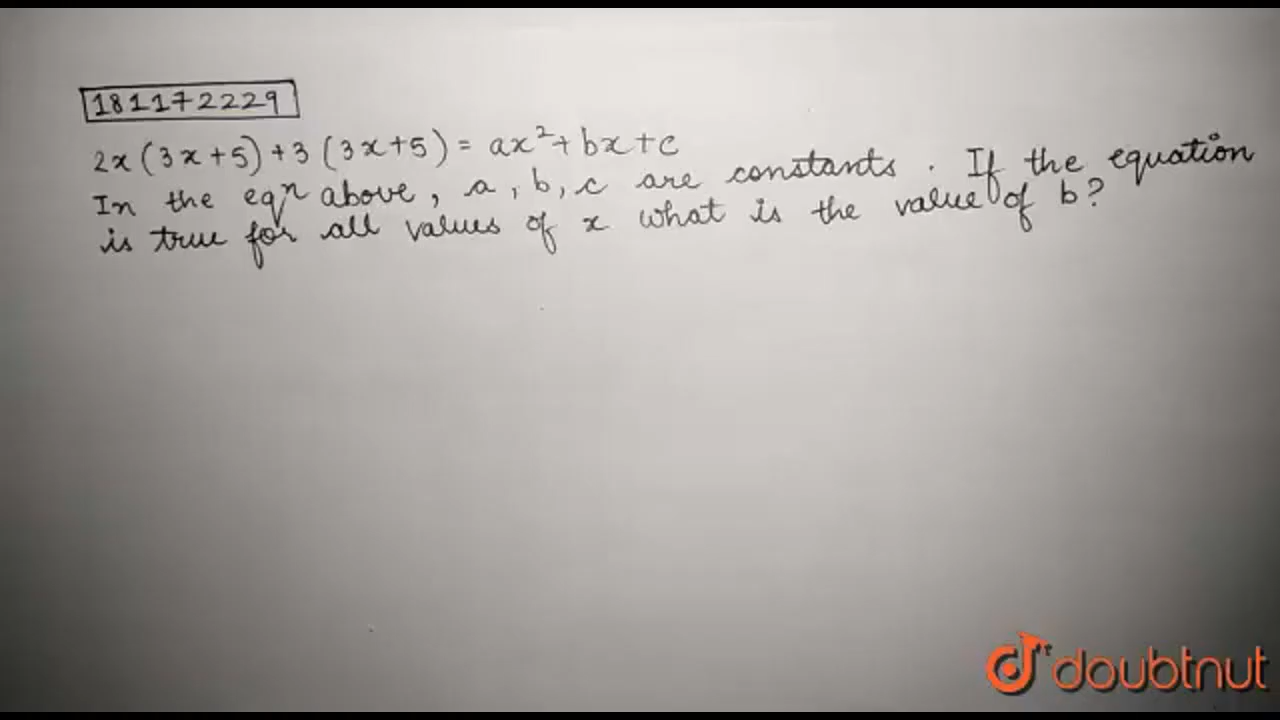 181172229
2x(3x+5)+3(3x+5)= ax²+bx+c
In the eqn above, a, b, c are constants. If the equation
is true for all values of x what is the value of b?
doubtnut